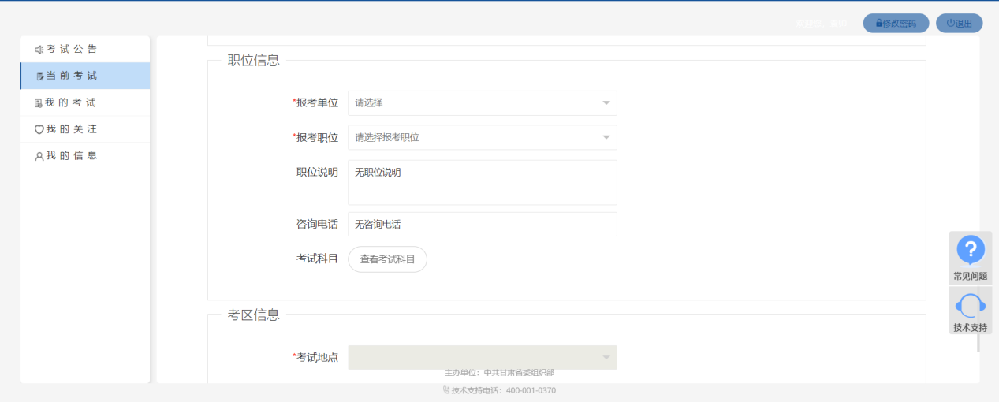 修改密码
退出
考试公告
当前考试
我的考试
我的关注
我的信息
职位信息
*报考单位 请选择
*报考职位 请选择报考职位
职位说明 无职位说明
咨询电话 无咨询电话
考试科目 查看考试科目
考区信息
*考试地点
常见问题
技术支持
主办单位：中共甘肃省委组织部
技术支持电话：400-001-0370